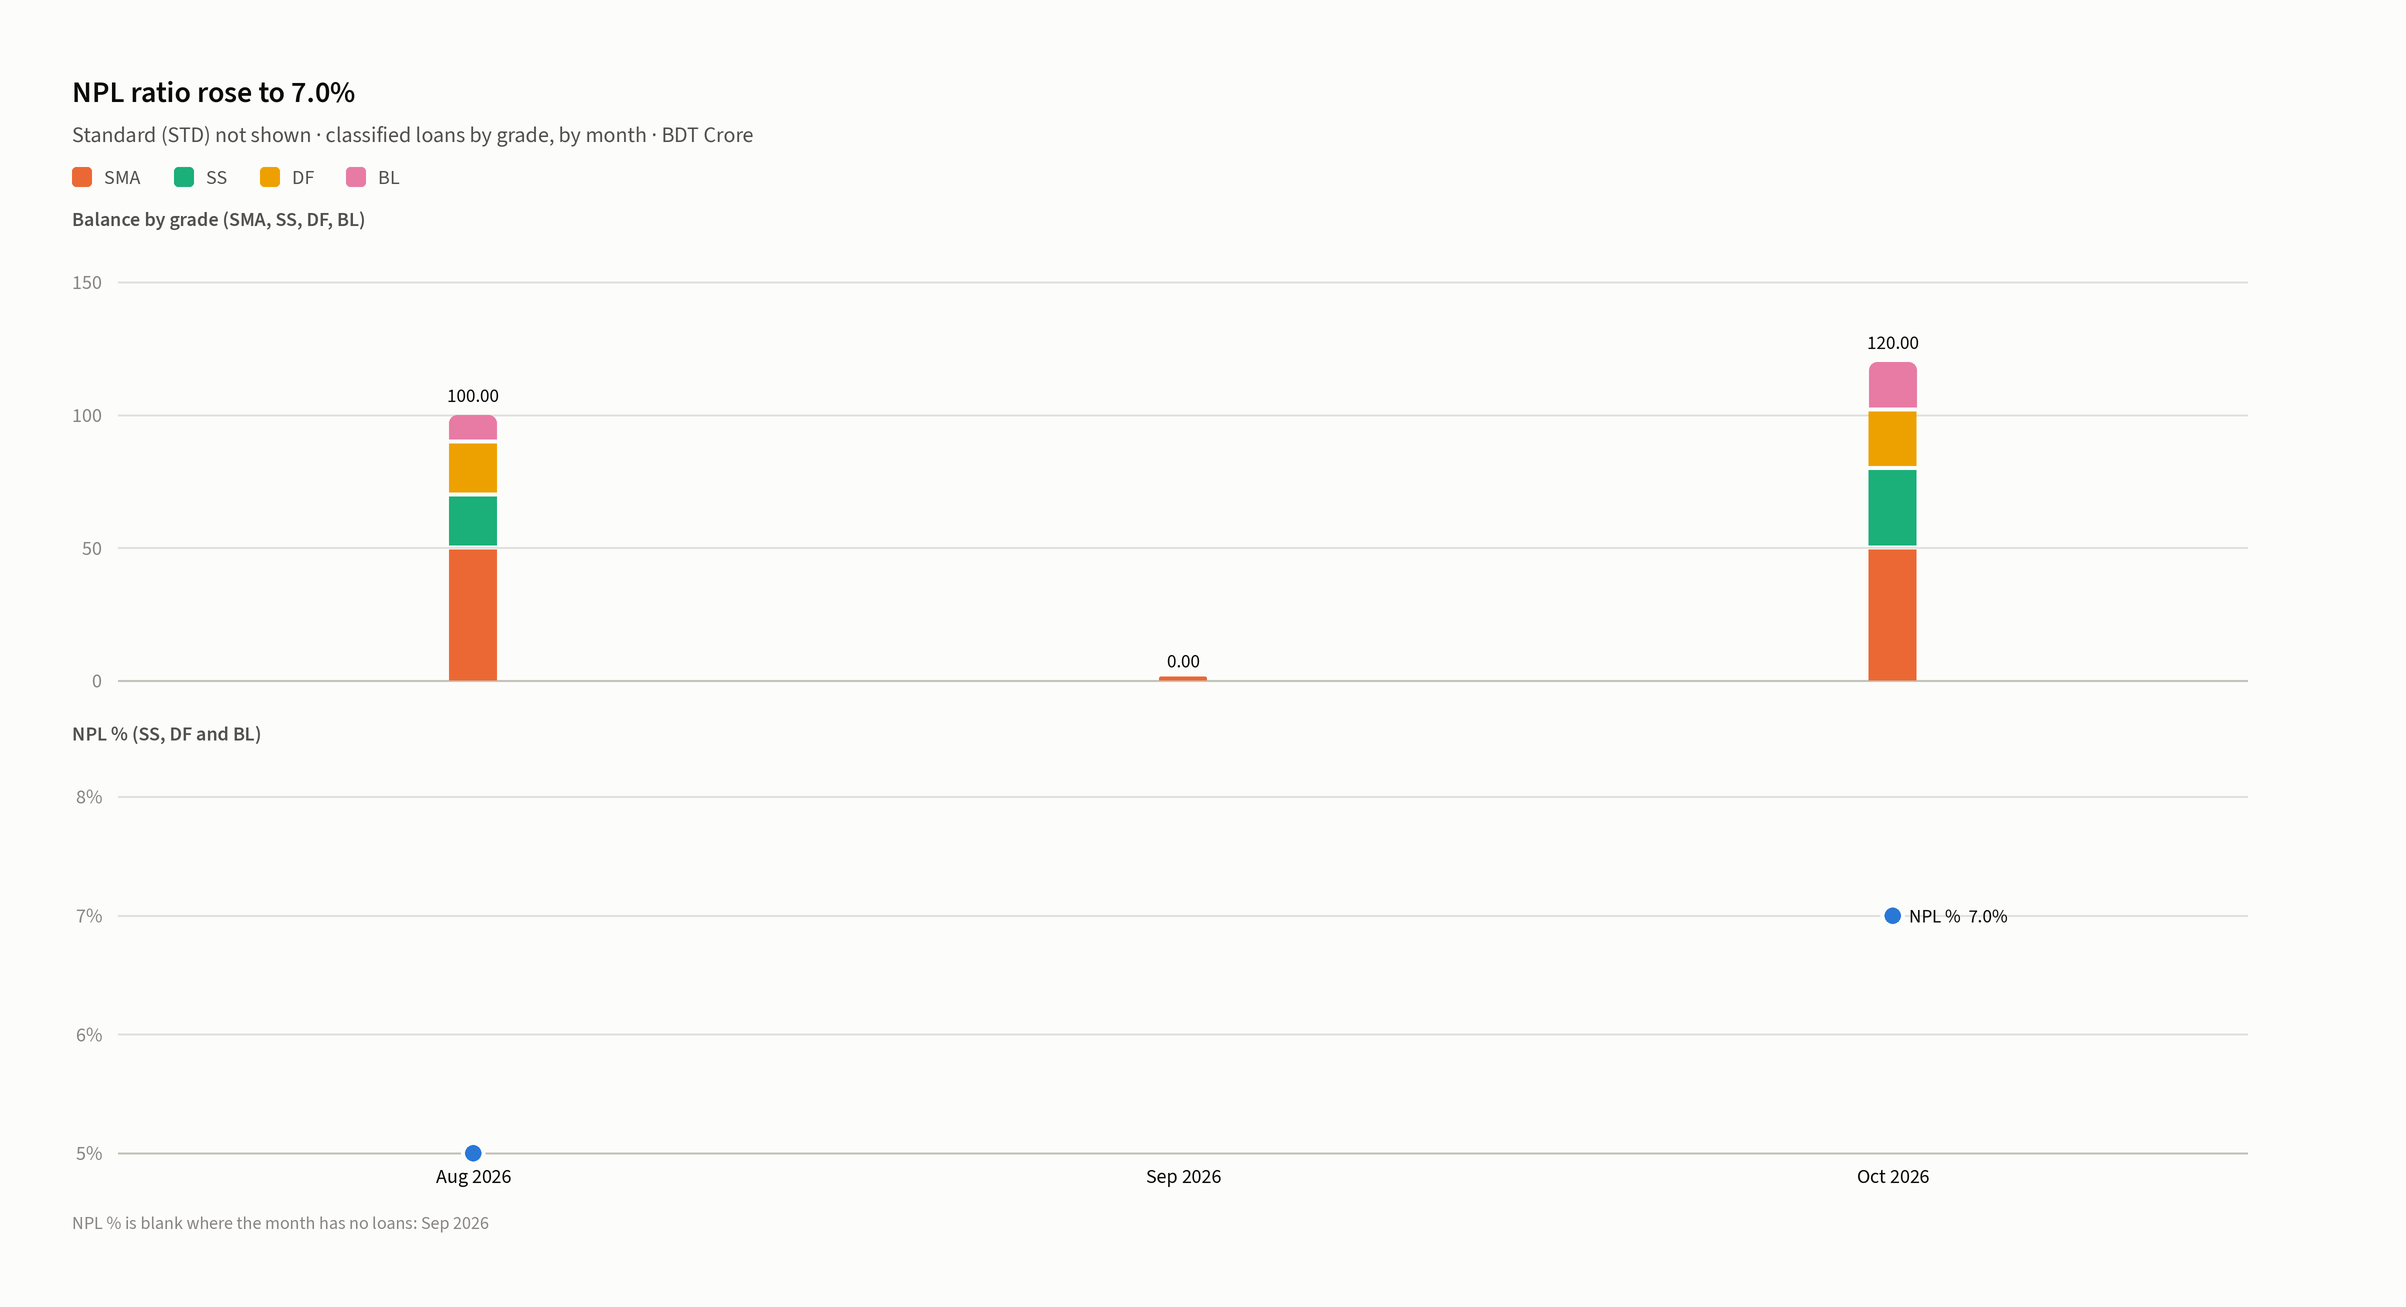 NPL ratio rose to 7.0%
Standard (STD) not shown · classified loans by grade, by month · BDT Crore
SMA SS DF BL
Balance by grade (SMA, SS, DF, BL)
150
120.00
100.00
100
50
0.00
0
NPL % (SS, DF and BL)
8%
7%
NPL % 7.0%
6%
5%
Aug 2026 Sep 2026 Oct 2026
NPL % is blank where the month has no loans: Sep 2026